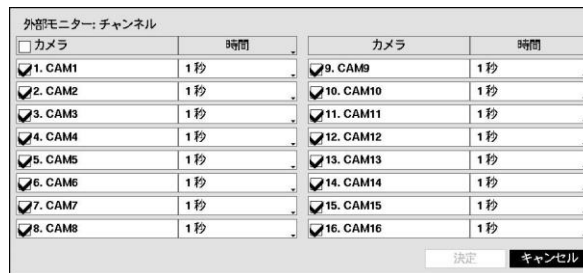 外部モニター: チャンネル
カメラ 時間 カメラ 時間
1. CAM1 1 秒 9. CAM9 1 秒
2. CAM2 1 秒 10. CAM10 1 秒
3. CAM3 1 秒 11. CAM11 1 秒
4. CAM4 1 秒 12. CAM12 1 秒
5. CAM5 1 秒 13. CAM13 1 秒
6. CAM6 1 秒 14. CAM14 1 秒
7. CAM7 1 秒 15. CAM15 1 秒
8. CAM8 1 秒 16. CAM16 1 秒
決定 キャンセル